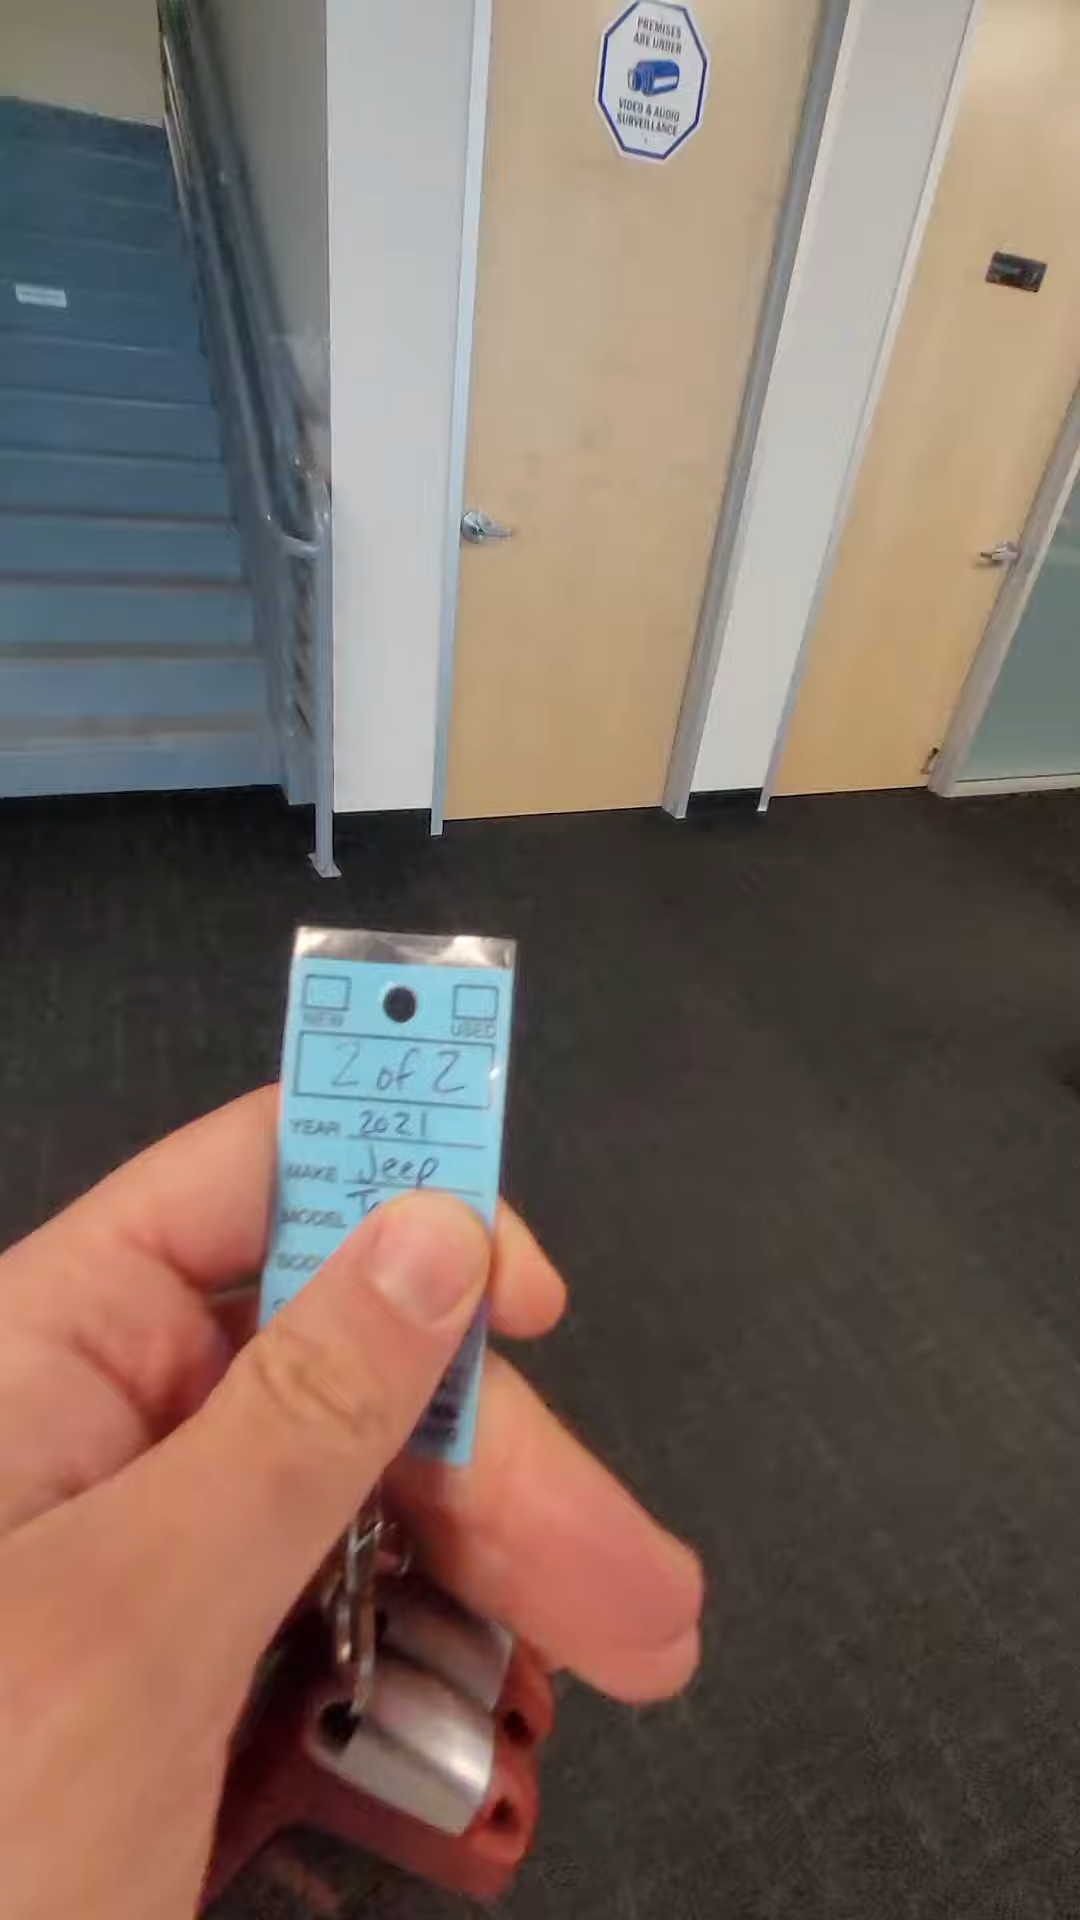 PREMISES
ARE UNDER
VIDEO & AUDIO
SURVEILLANCE
NEW USED
2 of 2
YEAR 2021
MAKE Jeep
MODEL